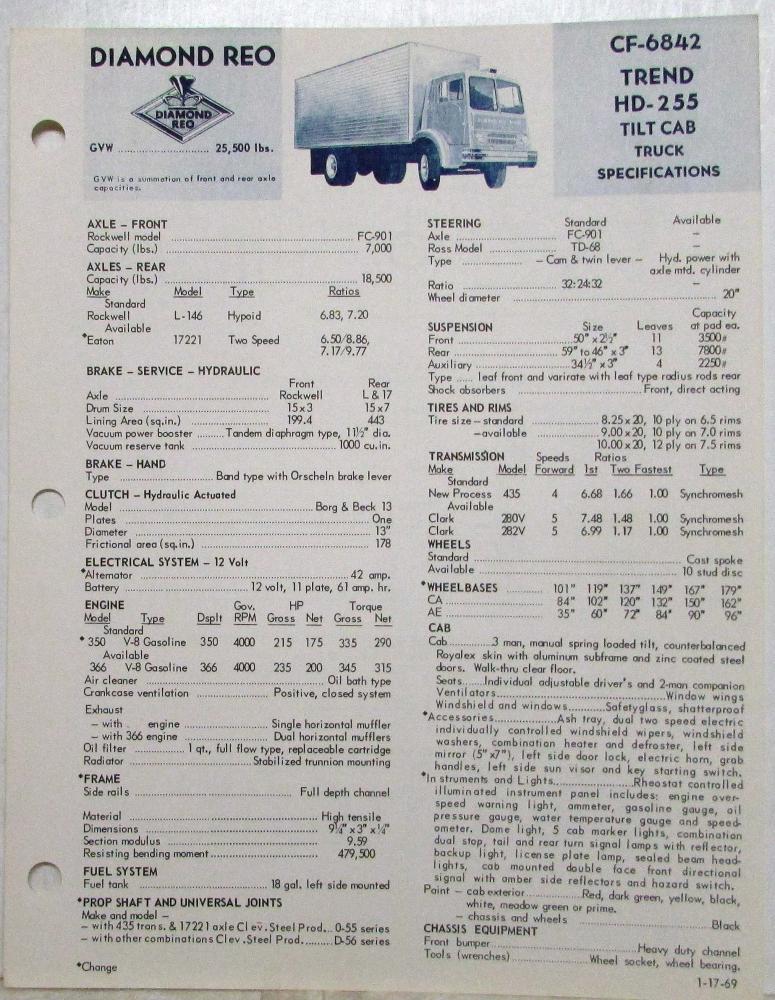 DIAMOND REO
DIAMOND
REO
GVW .......... 25,500 lbs.
GVW is a summation of front and rear axle
capacities.
CF-6842
TREND
HD-255
TILT CAB
TRUCK
SPECIFICATIONS
AXLE – FRONT
Rockwell model .......... FC-901
Capacity (lbs.) .......... 7,000
AXLES – REAR
Capacity (lbs.) .......... 18,500
Make Model Type Ratios
Standard
Rockwell L-146 Hypoid 6.83, 7.20
Available
*Eaton 17221 Two Speed 6.50/8.86,
7.17/9.77
BRAKE – SERVICE – HYDRAULIC
Front Rear
Axle .......... Rockwell L & 17
Drum Size .......... 15x3 15x7
Lining Area (sq.in.) .......... 199.4 443
Vacuum power booster .......... Tandem diaphragm type, 11½" dia.
Vacuum reserve tank .......... 1000 cu.in.
BRAKE – HAND
Type .......... Band type with Orscheln brake lever
CLUTCH – Hydraulic Actuated
Model .......... Borg & Beck 13
Plates .......... One
Diameter .......... 13"
Frictional area (sq.in.) .......... 178
ELECTRICAL SYSTEM – 12 Volt
*Alternator .......... 42 amp.
Battery .......... 12 volt, 11 plate, 61 amp. hr.
ENGINE Gov. HP Torque
Model Type Dsplt RPM Gross Net Gross Net
Standard
* 350 V-8 Gasoline 350 4000 215 175 335 290
Available
366 V-8 Gasoline 366 4000 235 200 345 315
Air cleaner .......... Oil bath type
Crankcase ventilation .......... Positive, closed system
Exhaust
– with engine .......... Single horizontal muffler
– with 366 engine .......... Dual horizontal mufflers
Oil filter .......... 1 qt., full flow type, replaceable cartridge
Radiator .......... Stabilized trunnion mounting
*FRAME
Side rails .......... Full depth channel
Material .......... High tensile
Dimensions .......... 9¼" x 3" x ¼"
Section modulus .......... 9.59
Resisting bending moment .......... 479,500
FUEL SYSTEM
Fuel tank .......... 18 gal. left side mounted
*PROP SHAFT AND UNIVERSAL JOINTS
Make and model –
– with 435 trans. & 17221 axle Clev. Steel Prod... 0-55 series
– with other combinations Clev. Steel Prod. .......... D-56 series
*Change
STEERING Standard Available
Axle .......... FC-901 –
Ross Model .......... TD-68 –
Type .......... – Cam & twin lever – Hyd. power with
axle mtd. cylinder
Ratio .......... 32:24:32 –
Wheel diameter .......... 20"
Capacity
SUSPENSION Size Leaves at pad ea.
Front .......... 50" x 2½" 11 3500#
Rear .......... 59" to 46" x 3" 13 7800#
Auxiliary .......... 34½" x 3" 4 2250#
Type ..... leaf front and varirate with leaf type radius rods rear
Shock absorbers .......... Front, direct acting
TIRES AND RIMS
Tire size – standard .......... 8.25x20, 10 ply on 6.5 rims
– available .......... 9.00x20, 10 ply on 7.0 rims
10.00x20, 12 ply on 7.5 rims
TRANSMISSION Speeds Ratios
Make Model Forward 1st Two Fastest Type
Standard
New Process 435 4 6.68 1.66 1.00 Synchromesh
Available
Clark 280V 5 7.48 1.48 1.00 Synchromesh
Clark 282V 5 6.99 1.17 1.00 Synchromesh
WHEELS
Standard .......... Cast spoke
Available .......... 10 stud disc
*WHEELBASES .......... 101" 119" 137" 149" 167" 179"
CA .......... 84" 102" 120" 132" 150" 162"
AE .......... 35" 60" 72" 84" 90" 96"
CAB
Cab .......... 3 man, manual spring loaded tilt, counterbalanced
Royalex skin with aluminum subframe and zinc coated steel
doors. Walk-thru clear floor.
Seats .......... Individual adjustable driver's and 2-man companion
Ventilators .......... Window wings
Windshield and windows .......... Safetyglass, shatterproof
*Accessories .......... Ash tray, dual two speed electric
individually controlled windshield wipers, windshield
washers, combination heater and defroster, left side
mirror (5"x7"), left side door lock, electric horn, grab
handles, left side sun visor and key starting switch.
*In struments and Lights .......... Rheostat controlled
illuminated instrument panel includes: engine over-
speed warning light, ammeter, gasoline gauge, oil
pressure gauge, water temperature gauge and speed-
ometer. Dome light, 5 cab marker lights, combination
dual stop, tail and rear turn signal lamps with reflector,
backup light, license plate lamp, sealed beam head-
lights, cab mounted double face front directional
signal with amber side reflectors and hazard switch.
Paint – cab exterior .......... Red, dark green, yellow, black,
white, meadow green or prime.
– chassis and wheels .......... Black
CHASSIS EQUIPMENT
Front bumper .......... Heavy duty channel
Tools (wrenches) .......... Wheel socket, wheel bearing.
1-17-69